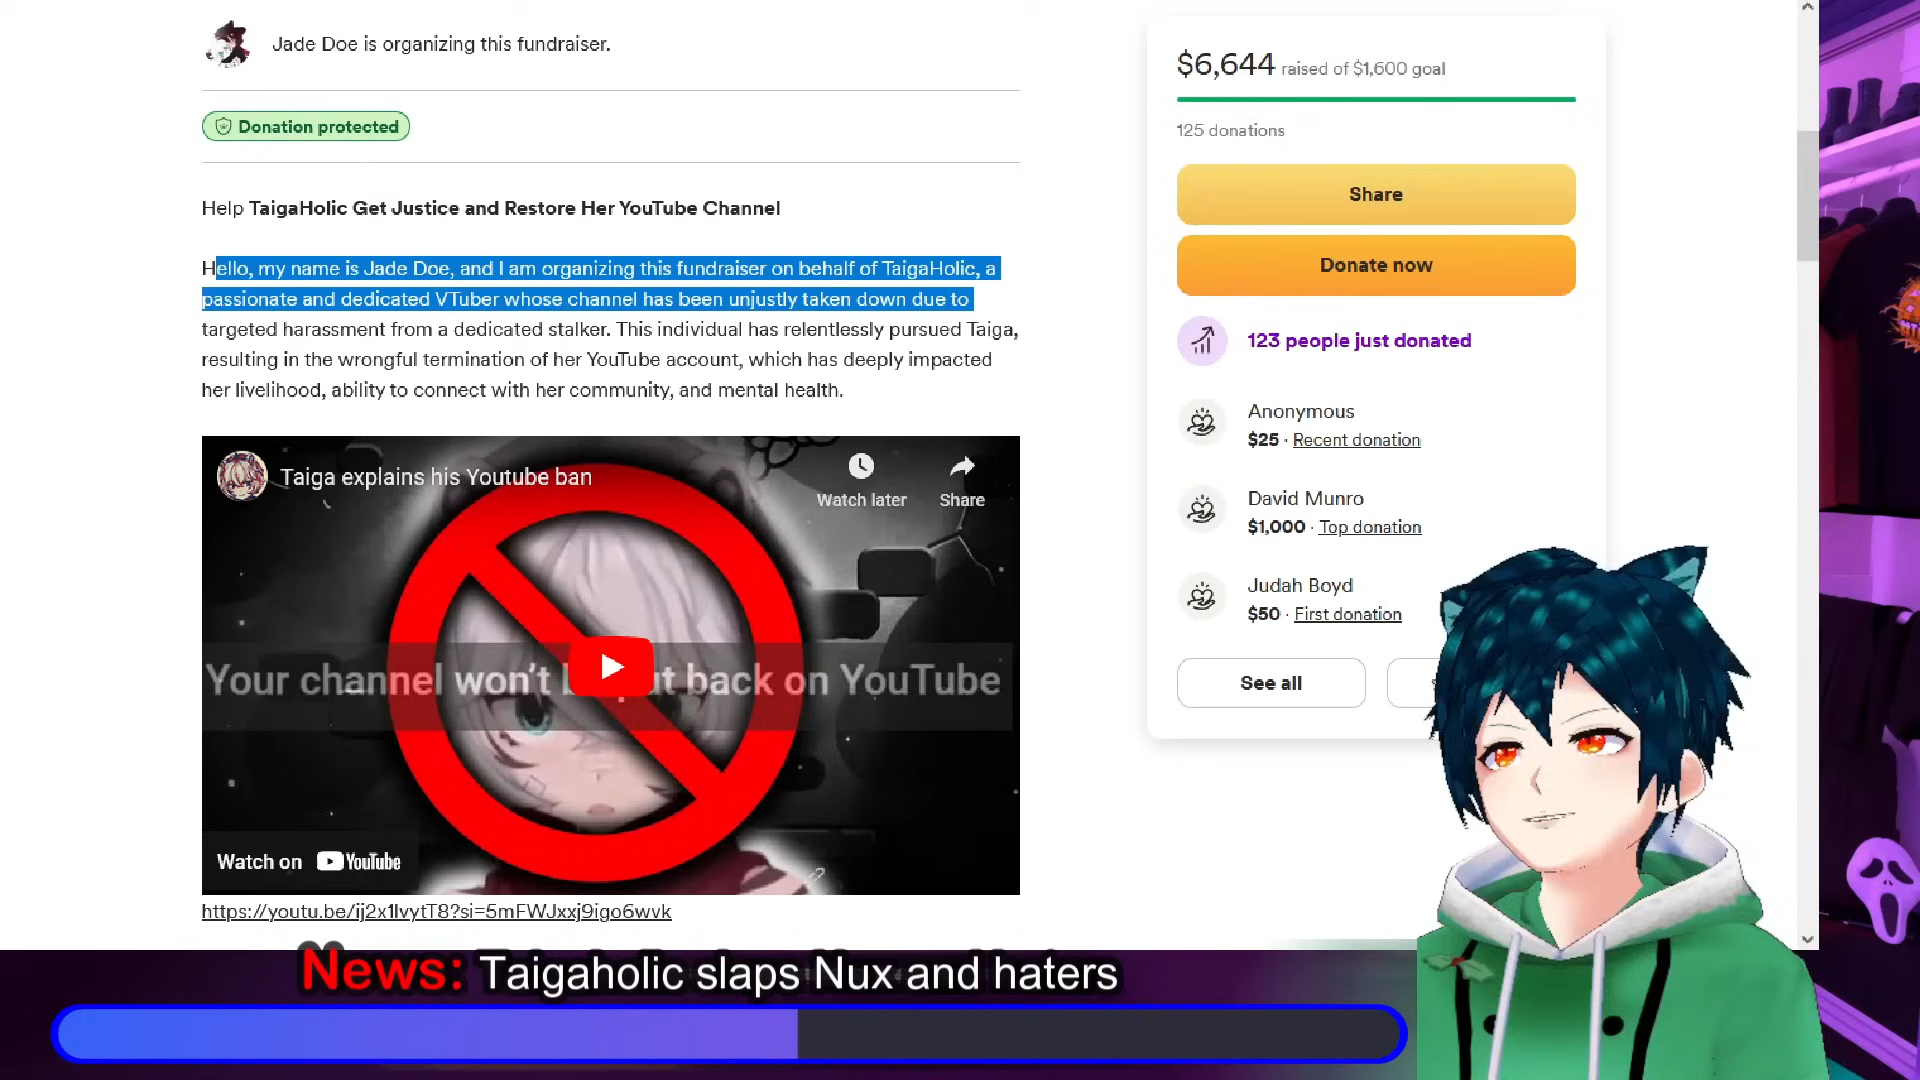 Jade Doe is organizing this fundraiser.
Donation protected
Help TaigaHolic Get Justice and Restore Her YouTube Channel
Hello, my name is Jade Doe, and I am organizing this fundraiser on behalf of TaigaHolic, a
passionate and dedicated VTuber whose channel has been unjustly taken down due to
targeted harassment from a dedicated stalker. This individual has relentlessly pursued Taiga,
resulting in the wrongful termination of her YouTube account, which has deeply impacted
her livelihood, ability to connect with her community, and mental health.
Taiga explains his Youtube ban
Watch later
Share
Your channel won't back on YouTube
Watch on YouTube
https://youtu.be/ij2x1lvytT8?si=5mFWJxxj9igo6wvk
$6,644 raised of $1,600 goal
125 donations
Share
Donate now
123 people just donated
Anonymous
$25 · Recent donation
David Munro
$1,000 · Top donation
Judah Boyd
$50 · First donation
See all
News: Taigaholic slaps Nux and haters